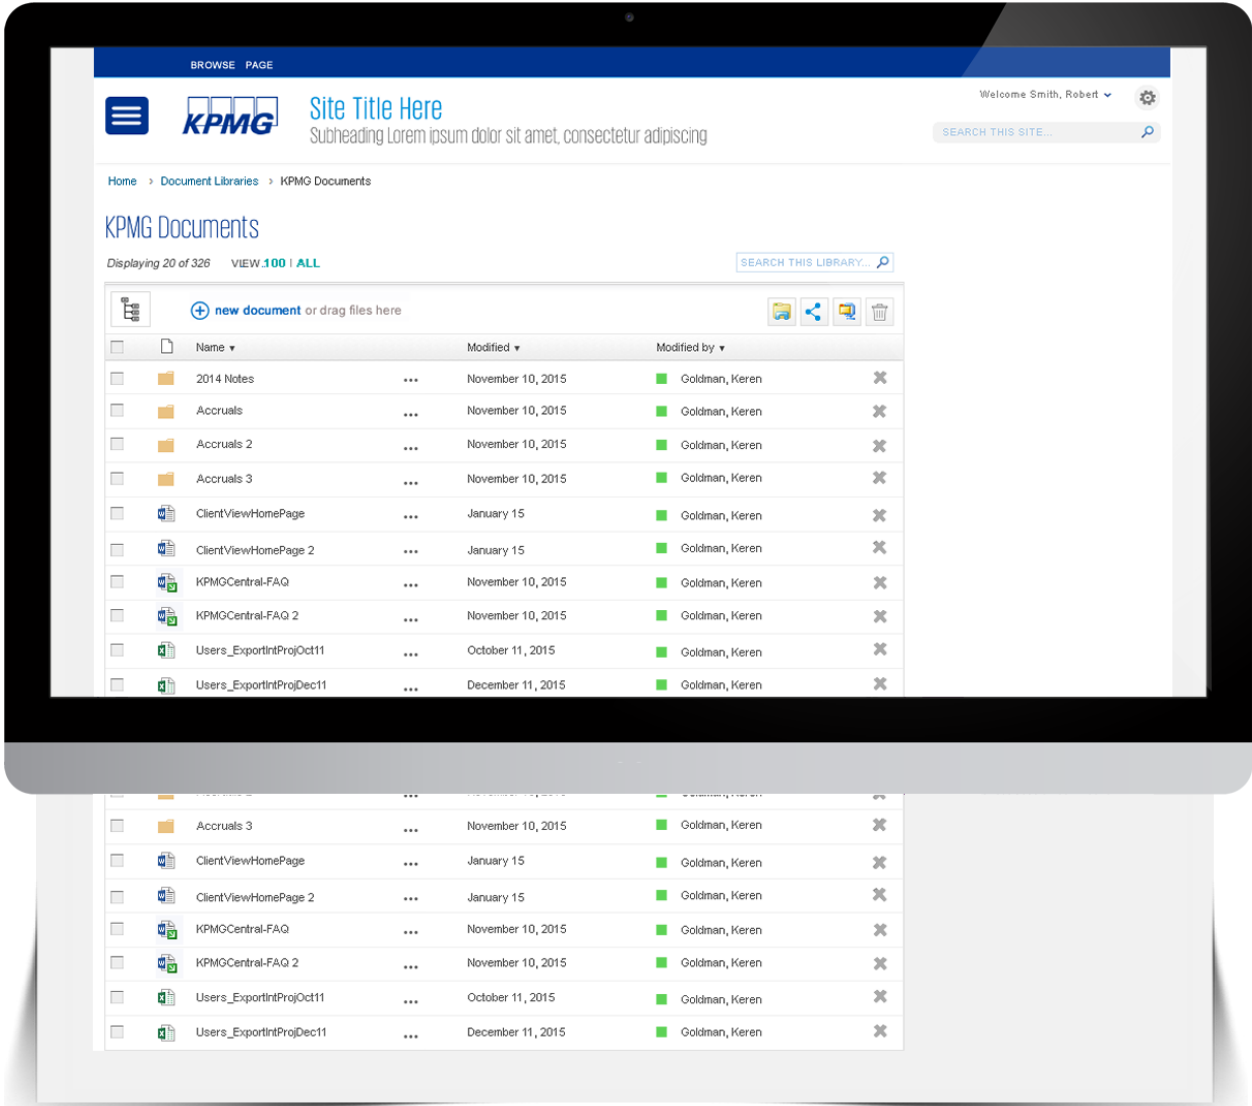 BROWSE PAGE
Welcome Smith, Robert
KPMG
Site Title Here
Subheading Lorem ipsum dolor sit amet, consectetur adipiscing
SEARCH THIS SITE...
Home > Document Libraries > KPMG Documents
KPMG Documents
Displaying 20 of 326 VIEW:100 | ALL
SEARCH THIS LIBRARY...
new document or drag files here
Name Modified Modified by
2014 Notes ... November 10, 2015 Goldman, Keren
Accruals ... November 10, 2015 Goldman, Keren
Accruals 2 ... November 10, 2015 Goldman, Keren
Accruals 3 ... November 10, 2015 Goldman, Keren
ClientViewHomePage ... January 15 Goldman, Keren
ClientViewHomePage 2 ... January 15 Goldman, Keren
KPMGCentral-FAQ ... November 10, 2015 Goldman, Keren
KPMGCentral-FAQ 2 ... November 10, 2015 Goldman, Keren
Users_ExportIntProjOct11 ... October 11, 2015 Goldman, Keren
Users_ExportIntProjDec11 ... December 11, 2015 Goldman, Keren
Accruals 3 ... November 10, 2015 Goldman, Keren
ClientViewHomePage ... January 15 Goldman, Keren
ClientViewHomePage 2 ... January 15 Goldman, Keren
KPMGCentral-FAQ ... November 10, 2015 Goldman, Keren
KPMGCentral-FAQ 2 ... November 10, 2015 Goldman, Keren
Users_ExportIntProjOct11 ... October 11, 2015 Goldman, Keren
Users_ExportIntProjDec11 ... December 11, 2015 Goldman, Keren